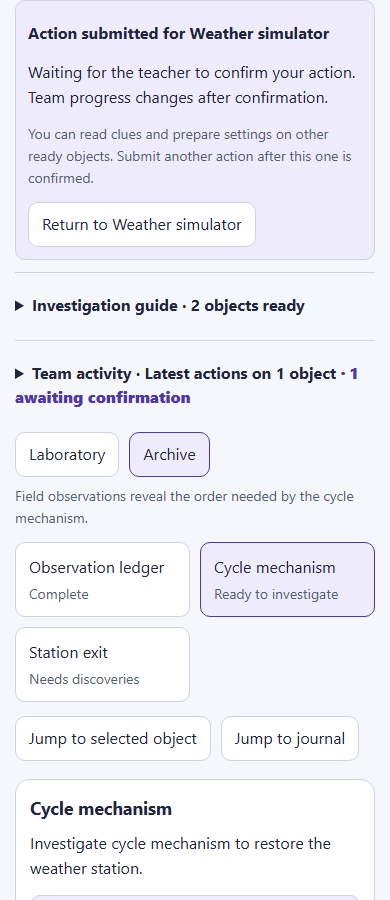 Action submitted for Weather simulator
Waiting for the teacher to confirm your action.
Team progress changes after confirmation.
You can read clues and prepare settings on other
ready objects. Submit another action after this one is
confirmed.
Return to Weather simulator
Investigation guide · 2 objects ready
Team activity · Latest actions on 1 object · 1
awaiting confirmation
Laboratory
Archive
Field observations reveal the order needed by the cycle
mechanism.
Observation ledger
Complete
Cycle mechanism
Ready to investigate
Station exit
Needs discoveries
Jump to selected object
Jump to journal
Cycle mechanism
Investigate cycle mechanism to restore the
weather station.